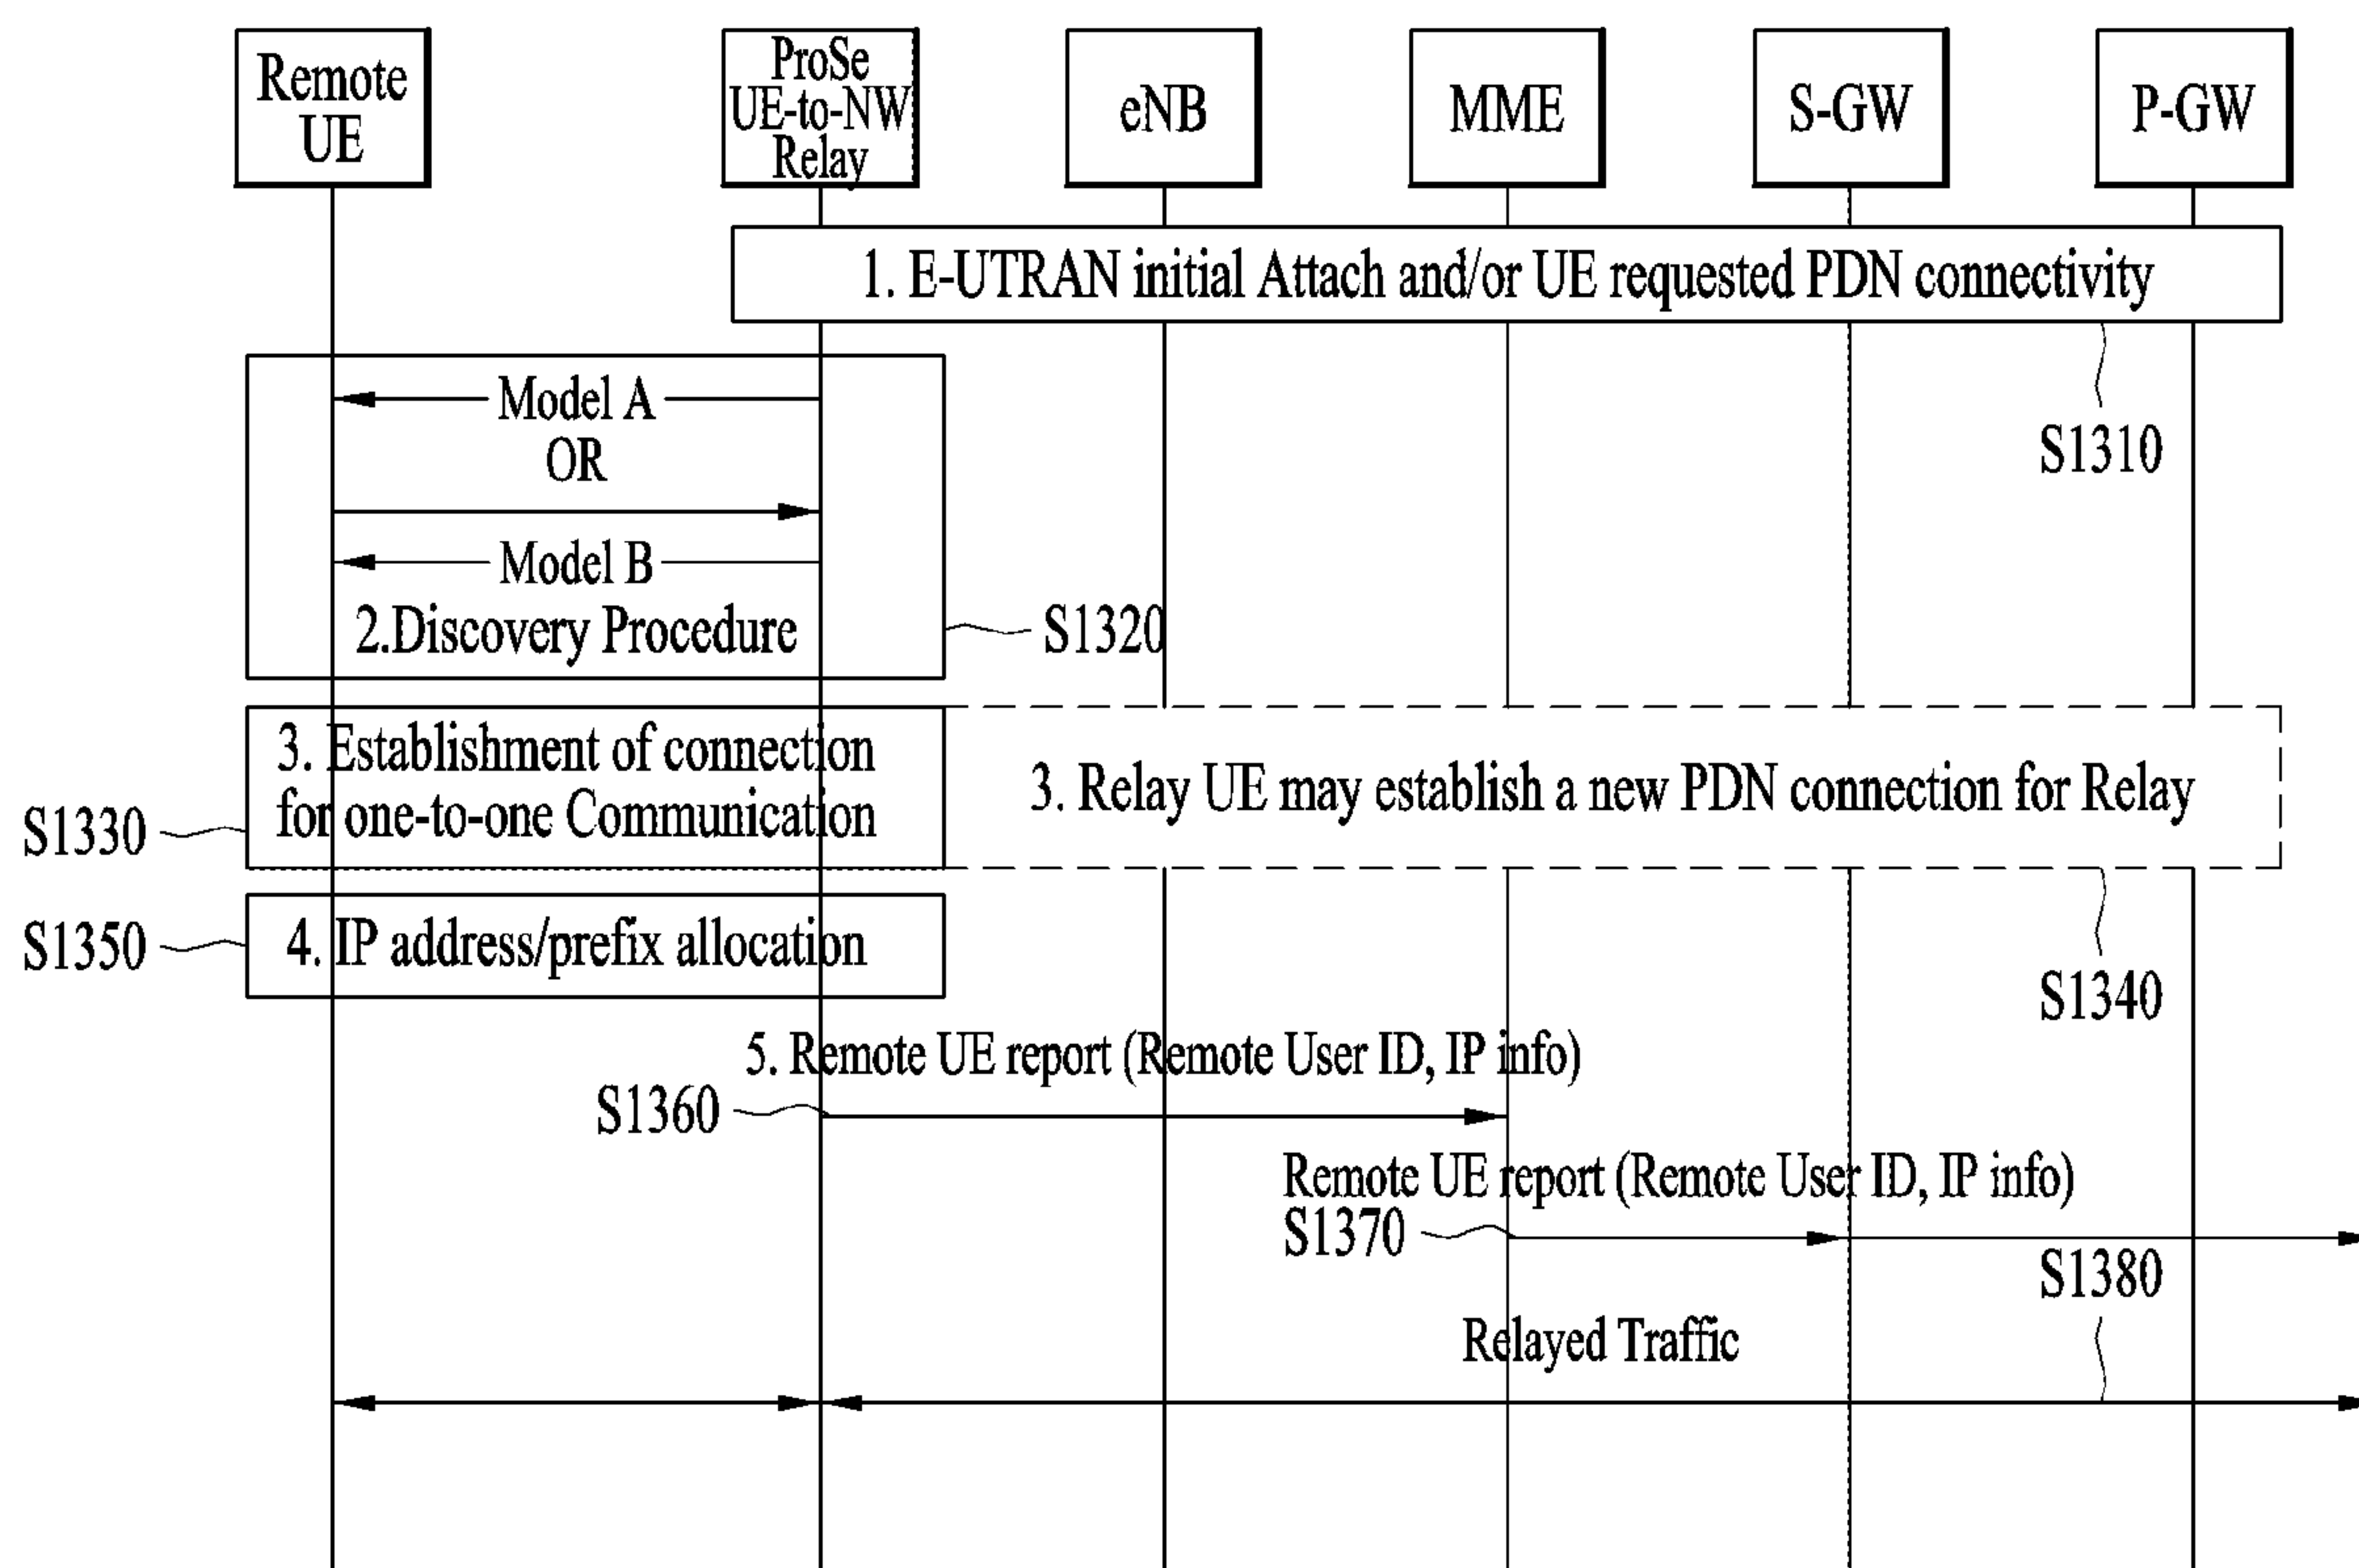 Remote
UE
ProSe
UE-to-NW
Relay
eNB
MME
S-GW
P-GW
1. E-UTRAN initial Attach and/or UE requested PDN connectivity
S1310
Model A
OR
Model B
2.Discovery Procedure
S1320
3. Establishment of connection
for one-to-one Communication
S1330
3. Relay UE may establish a new PDN connection for Relay
S1340
4. IP address/prefix allocation
S1350
5. Remote UE report (Remote User ID, IP info)
S1360
Remote UE report (Remote User ID, IP info)
S1370
S1380
Relayed Traffic